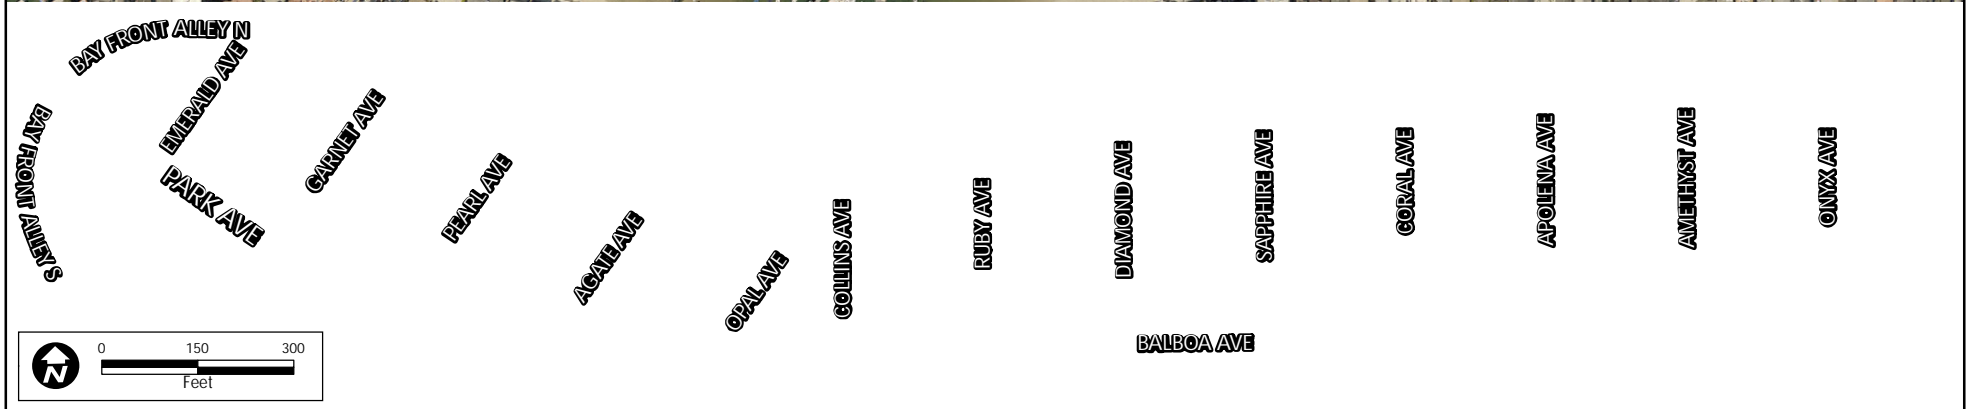 BAY FRONT ALLEY N
EMERALD AVE
BAY FRONT ALLEY S
PARK AVE
GARNET AVE
PEARL AVE
AGATE AVE
OPAL AVE
COLLINS AVE
RUBY AVE
DIAMOND AVE
SAPPHIRE AVE
CORAL AVE
APOLENA AVE
AMETHYST AVE
ONYX AVE
BALBOA AVE
0 150 300
N
Feet